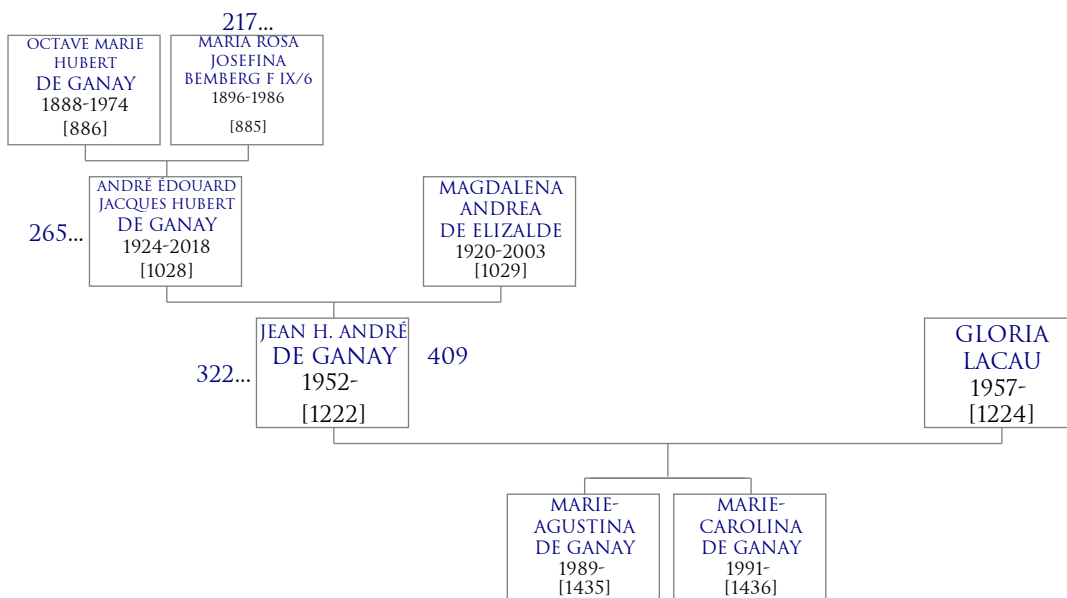 217...
OCTAVE MARIE
HUBERT
DE GANAY
1888-1974
[886]
MARIA ROSA
JOSEFINA
BEMBERG F IX/6
1896-1986
[885]
265...
ANDRÉ ÉDOUARD
JACQUES HUBERT
DE GANAY
1924-2018
[1028]
MAGDALENA
ANDREA
DE ELIZALDE
1920-2003
[1029]
322...
JEAN H. ANDRÉ
DE GANAY
1952-
[1222]
409
GLORIA
LACAU
1957-
[1224]
MARIE-
AGUSTINA
DE GANAY
1989-
[1435]
MARIE-
CAROLINA
DE GANAY
1991-
[1436]